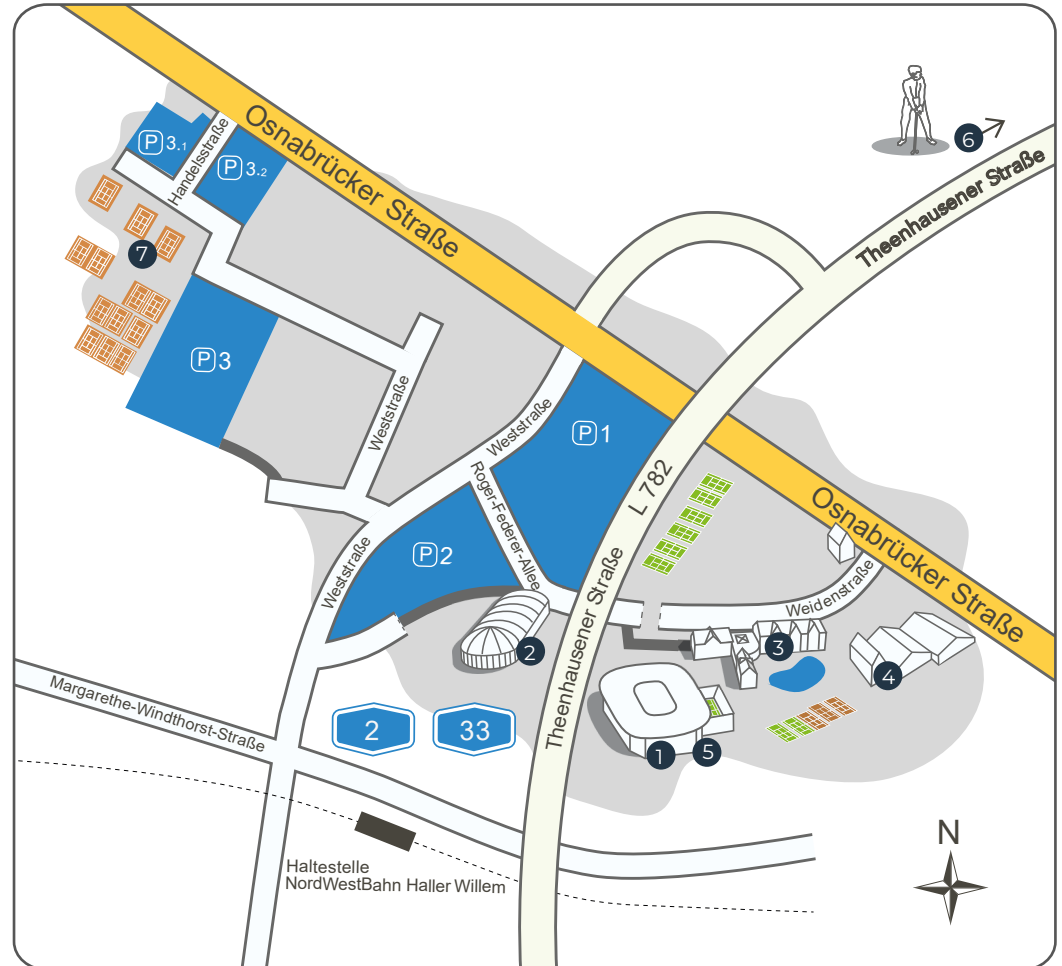 Osnabrücker Straße
6
Theenhausener Straße
P 3.1
Handelsstraße
P 3.2
7
P 3
Weststraße
Weststraße
P 1
Roger-Federer-Allee
L 782
Osnabrücker Straße
P 2
Weststraße
Theenhausener Straße
Weidenstraße
2
3
4
Margarethe-Windthorst-Straße
2
33
1
5
N
Haltestelle
NordWestBahn Haller Willem